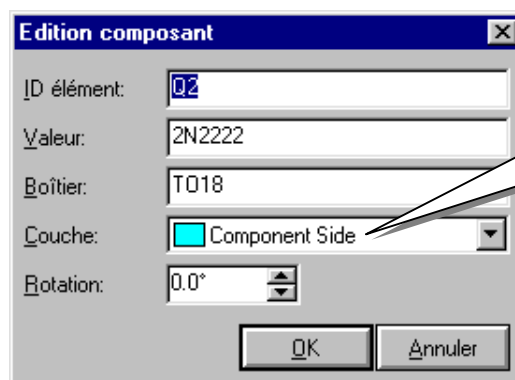 Edition composant
ID élément: Q2
Valeur: 2N2222
Boîtier: TO18
Couche: Component Side
Rotation: 0.0°
OK Annuler